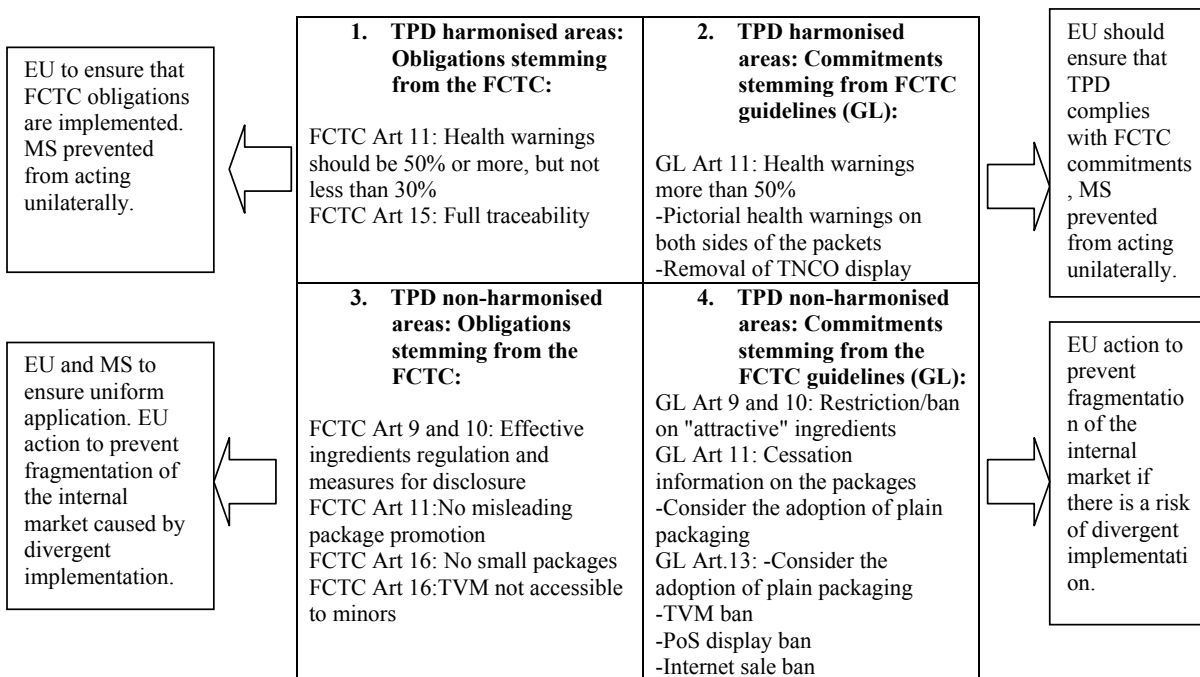 EU to ensure that
FCTC obligations
are implemented.
MS prevented
from acting
unilaterally.
1. TPD harmonised areas:
Obligations stemming
from the FCTC:
FCTC Art 11: Health warnings
should be 50% or more, but not
less than 30%
FCTC Art 15: Full traceability
2. TPD harmonised
areas: Commitments
stemming from FCTC
guidelines (GL):
GL Art 11: Health warnings
more than 50%
-Pictorial health warnings on
both sides of the packets
-Removal of TNCO display
EU should
ensure that
TPD
complies
with FCTC
commitments
, MS
prevented
from acting
unilaterally.
EU and MS to
ensure uniform
application. EU
action to prevent
fragmentation of
the internal
market caused by
divergent
implementation.
3. TPD non-harmonised
areas: Obligations
stemming from the
FCTC:
FCTC Art 9 and 10: Effective
ingredients regulation and
measures for disclosure
FCTC Art 11:No misleading
package promotion
FCTC Art 16: No small packages
FCTC Art 16:TVM not accessible
to minors
4. TPD non-harmonised
areas: Commitments
stemming from the
FCTC guidelines (GL):
GL Art 9 and 10: Restriction/ban
on "attractive" ingredients
GL Art 11: Cessation
information on the packages
-Consider the adoption of plain
packaging
GL Art.13: -Consider the
adoption of plain packaging
-TVM ban
-PoS display ban
-Internet sale ban
EU action to
prevent
fragmentatio
n of the
internal
market if
there is a risk
of divergent
implementati
on.